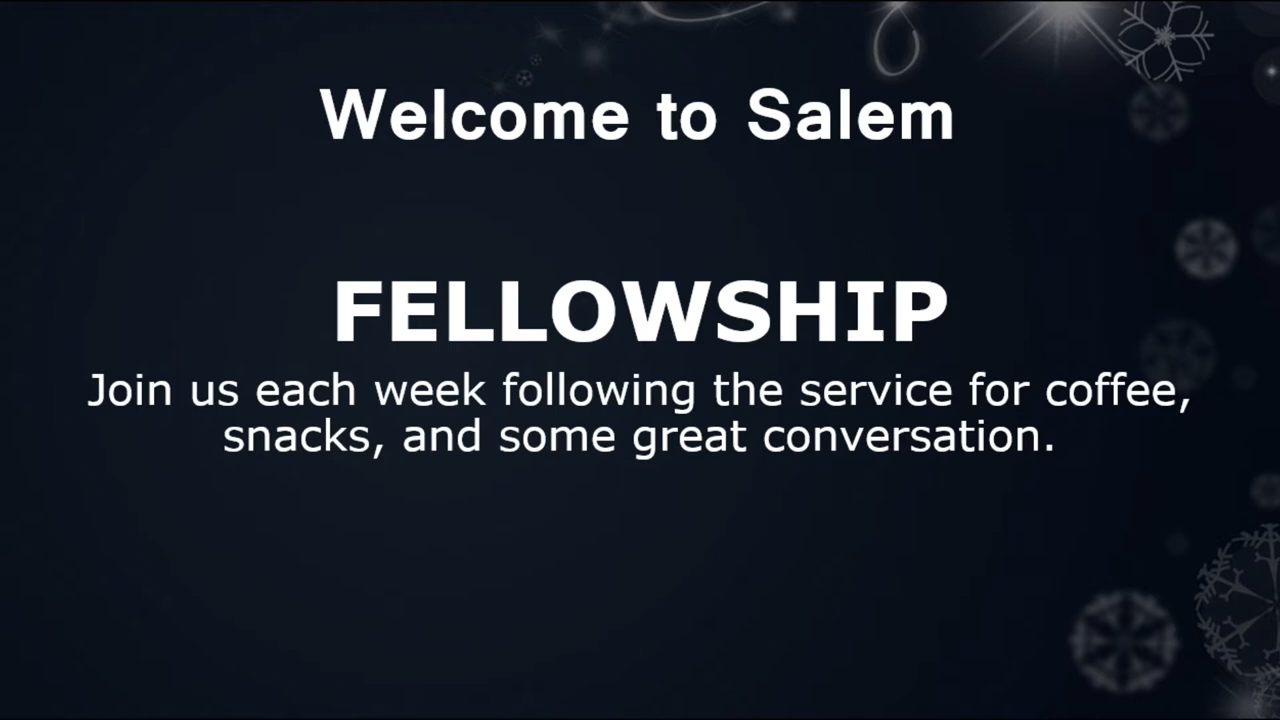 Welcome to Salem
FELLOWSHIP
Join us each week following the service for coffee,
snacks, and some great conversation.